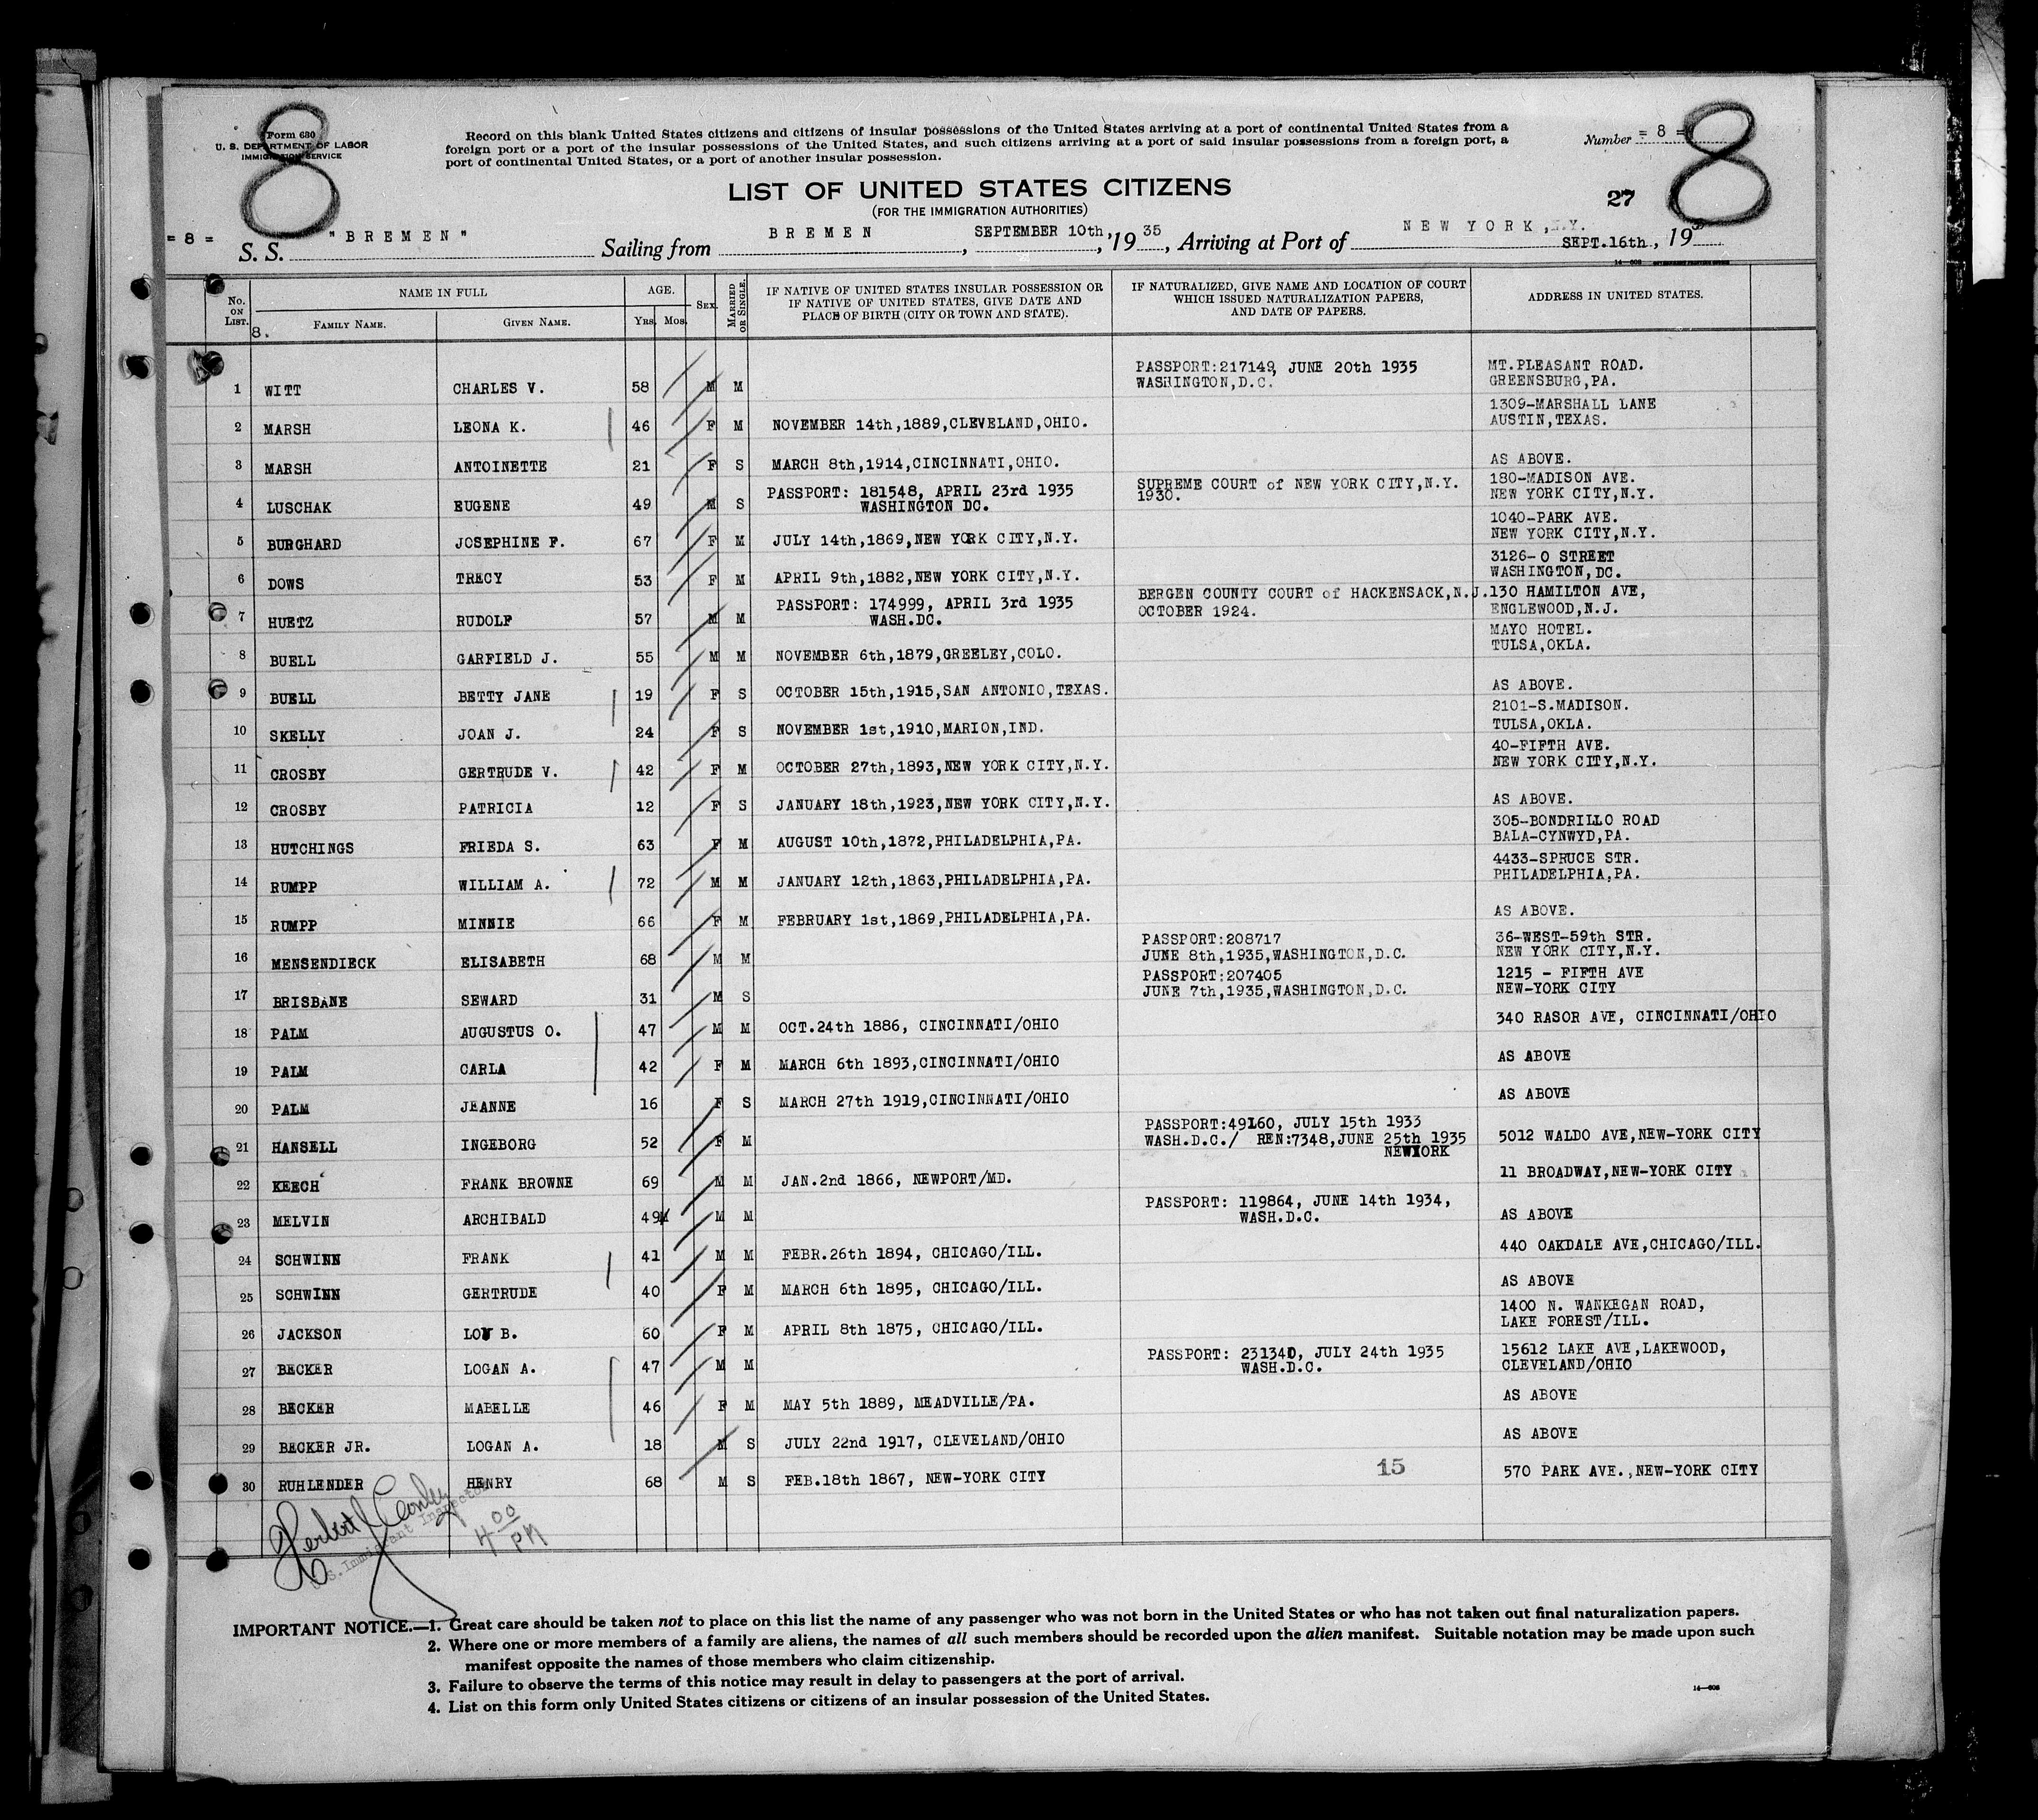 8
Form 630
U. S. DEPARTMENT OF LABOR
IMMIGRATION SERVICE
Record on this blank United States citizens and citizens of insular possessions of the United States arriving at a port of continental United States from a
foreign port or a port of the insular possessions of the United States, and such citizens arriving at a port of said insular possessions from a foreign port, a
port of continental United States, or a port of another insular possession.
Number = 8 =
8
LIST OF UNITED STATES CITIZENS
(FOR THE IMMIGRATION AUTHORITIES)
27
= 8 = S. S. "BREMEN" Sailing from BREMEN, SEPTEMBER 10th, 1935, Arriving at Port of NEW YORK, N.Y. SEPT.16th, 19
No. ON LIST. NAME IN FULL AGE. SEX MARRIED OR SINGLE. IF NATIVE OF UNITED STATES INSULAR POSSESSION OR IF NATIVE OF UNITED STATES, GIVE DATE AND PLACE OF BIRTH (CITY OR TOWN AND STATE). IF NATURALIZED, GIVE NAME AND LOCATION OF COURT WHICH ISSUED NATURALIZATION PAPERS, AND DATE OF PAPERS. ADDRESS IN UNITED STATES.
8. FAMILY NAME. GIVEN NAME. Yrs. Mos.
1 WITT CHARLES V. 58 M M PASSPORT:217149, JUNE 20th 1935 WASHINGTON,D.C. MT.PLEASANT ROAD. GREENSBURG,PA.
2 MARSH LEONA K. 46 F M NOVEMBER 14th,1889,CLEVELAND,OHIO. 1309-MARSHALL LANE AUSTIN,TEXAS.
3 MARSH ANTOINETTE 21 F S MARCH 8th,1914,CINCINNATI,OHIO. AS ABOVE.
4 LUSCHAK EUGENE 49 M S PASSPORT: 181548, APRIL 23rd 1935 WASHINGTON DC. SUPREME COURT of NEW YORK CITY,N.Y. 1930. 180-MADISON AVE. NEW YORK CITY,N.Y.
5 BURGHARD JOSEPHINE F. 67 F M JULY 14th,1869,NEW YORK CITY,N.Y. 1040-PARK AVE. NEW YORK CITY,N.Y.
6 DOWS TRECY 53 F M APRIL 9th,1882,NEW YORK CITY,N.Y. 3126-O STREET WASHINGTON,DC.
7 HUETZ RUDOLF 57 M M PASSPORT: 174999, APRIL 3rd 1935 WASH.DC. BERGEN COUNTY COURT of HACKENSACK,N.J. OCTOBER 1924. 130 HAMILTON AVE, ENGLEWOOD,N.J.
8 BUELL GARFIELD J. 55 M M NOVEMBER 6th,1879,GREELEY,COLO. MAYO HOTEL. TULSA,OKLA.
9 BUELL BETTY JANE 19 F S OCTOBER 15th,1915,SAN ANTONIO,TEXAS. AS ABOVE.
10 SKELLY JOAN J. 24 F S NOVEMBER 1st,1910,MARION,IND. 2101-S.MADISON. TULSA,OKLA.
11 CROSBY GERTRUDE V. 42 F M OCTOBER 27th,1893,NEW YORK CITY,N.Y. 40-FIFTH AVE. NEW YORK CITY,N.Y.
12 CROSBY PATRICIA 12 F S JANUARY 18th,1923,NEW YORK CITY,N.Y. AS ABOVE.
13 HUTCHINGS FRIEDA S. 63 F M AUGUST 10th,1872,PHILADELPHIA,PA. 305-BONDRILLO ROAD BALA-CYNWYD,PA.
14 RUMPP WILLIAM A. 72 M M JANUARY 12th,1863,PHILADELPHIA,PA. 4433-SPRUCE STR. PHILADELPHIA,PA.
15 RUMPP MINNIE 66 F M FEBRUARY 1st,1869,PHILADELPHIA,PA. AS ABOVE.
16 MENSENDIECK ELISABETH 68 M M PASSPORT:208717 JUNE 8th,1935,WASHINGTON,D.C. 36-WEST-59th STR. NEW YORK CITY,N.Y.
17 BRISBANE SEWARD 31 M S PASSPORT:207405 JUNE 7th,1935,WASHINGTON,D.C. 1215 - FIFTH AVE NEW-YORK CITY
18 PALM AUGUSTUS O. 47 M M OCT.24th 1886, CINCINNATI/OHIO 340 RASOR AVE, CINCINNATI/OHIO
19 PALM CARLA 42 F M MARCH 6th 1893,CINCINNATI/OHIO AS ABOVE
20 PALM JEANNE 16 F S MARCH 27th 1919,CINCINNATI/OHIO AS ABOVE
21 HANSELL INGEBORG 52 F M PASSPORT:49160, JULY 15th 1933 WASH.D.C./ REN:7348,JUNE 25th 1935 NEWYORK 5012 WALDO AVE,NEW-YORK CITY
22 KEECH FRANK BROWNE 69 M M JAN.2nd 1866, NEWPORT/MD. 11 BROADWAY,NEW-YORK CITY
23 MELVIN ARCHIBALD 49 M M PASSPORT: 119864, JUNE 14th 1934, WASH.D.C. AS ABOVE
24 SCHWINN FRANK 41 M M FEBR.26th 1894, CHICAGO/ILL. 440 OAKDALE AVE,CHICAGO/ILL.
25 SCHWINN GERTRUDE 40 F M MARCH 6th 1895, CHICAGO/ILL. AS ABOVE
26 JACKSON LOU B. 60 F M APRIL 8th 1875, CHICAGO/ILL. 1400 N. WANKEGAN ROAD, LAKE FOREST/ILL.
27 BECKER LOGAN A. 47 M M PASSPORT: 231340, JULY 24th 1935 WASH.D.C. 15612 LAKE AVE,LAKEWOOD, CLEVELAND/OHIO
28 BECKER MABELLE 46 F M MAY 5th 1889, MEADVILLE/PA. AS ABOVE
29 BECKER JR. LOGAN A. 18 M S JULY 22nd 1917, CLEVELAND/OHIO AS ABOVE
30 RUHLENDER HENRY 68 M S FEB.18th 1867, NEW-YORK CITY 15 570 PARK AVE.,NEW-YORK CITY
U.S. Immigrant Inspector
4 00 PM
IMPORTANT NOTICE.—1. Great care should be taken not to place on this list the name of any passenger who was not born in the United States or who has not taken out final naturalization papers.
2. Where one or more members of a family are aliens, the names of all such members should be recorded upon the alien manifest. Suitable notation may be made upon such
manifest opposite the names of those members who claim citizenship.
3. Failure to observe the terms of this notice may result in delay to passengers at the port of arrival.
4. List on this form only United States citizens or citizens of an insular possession of the United States.
14—608